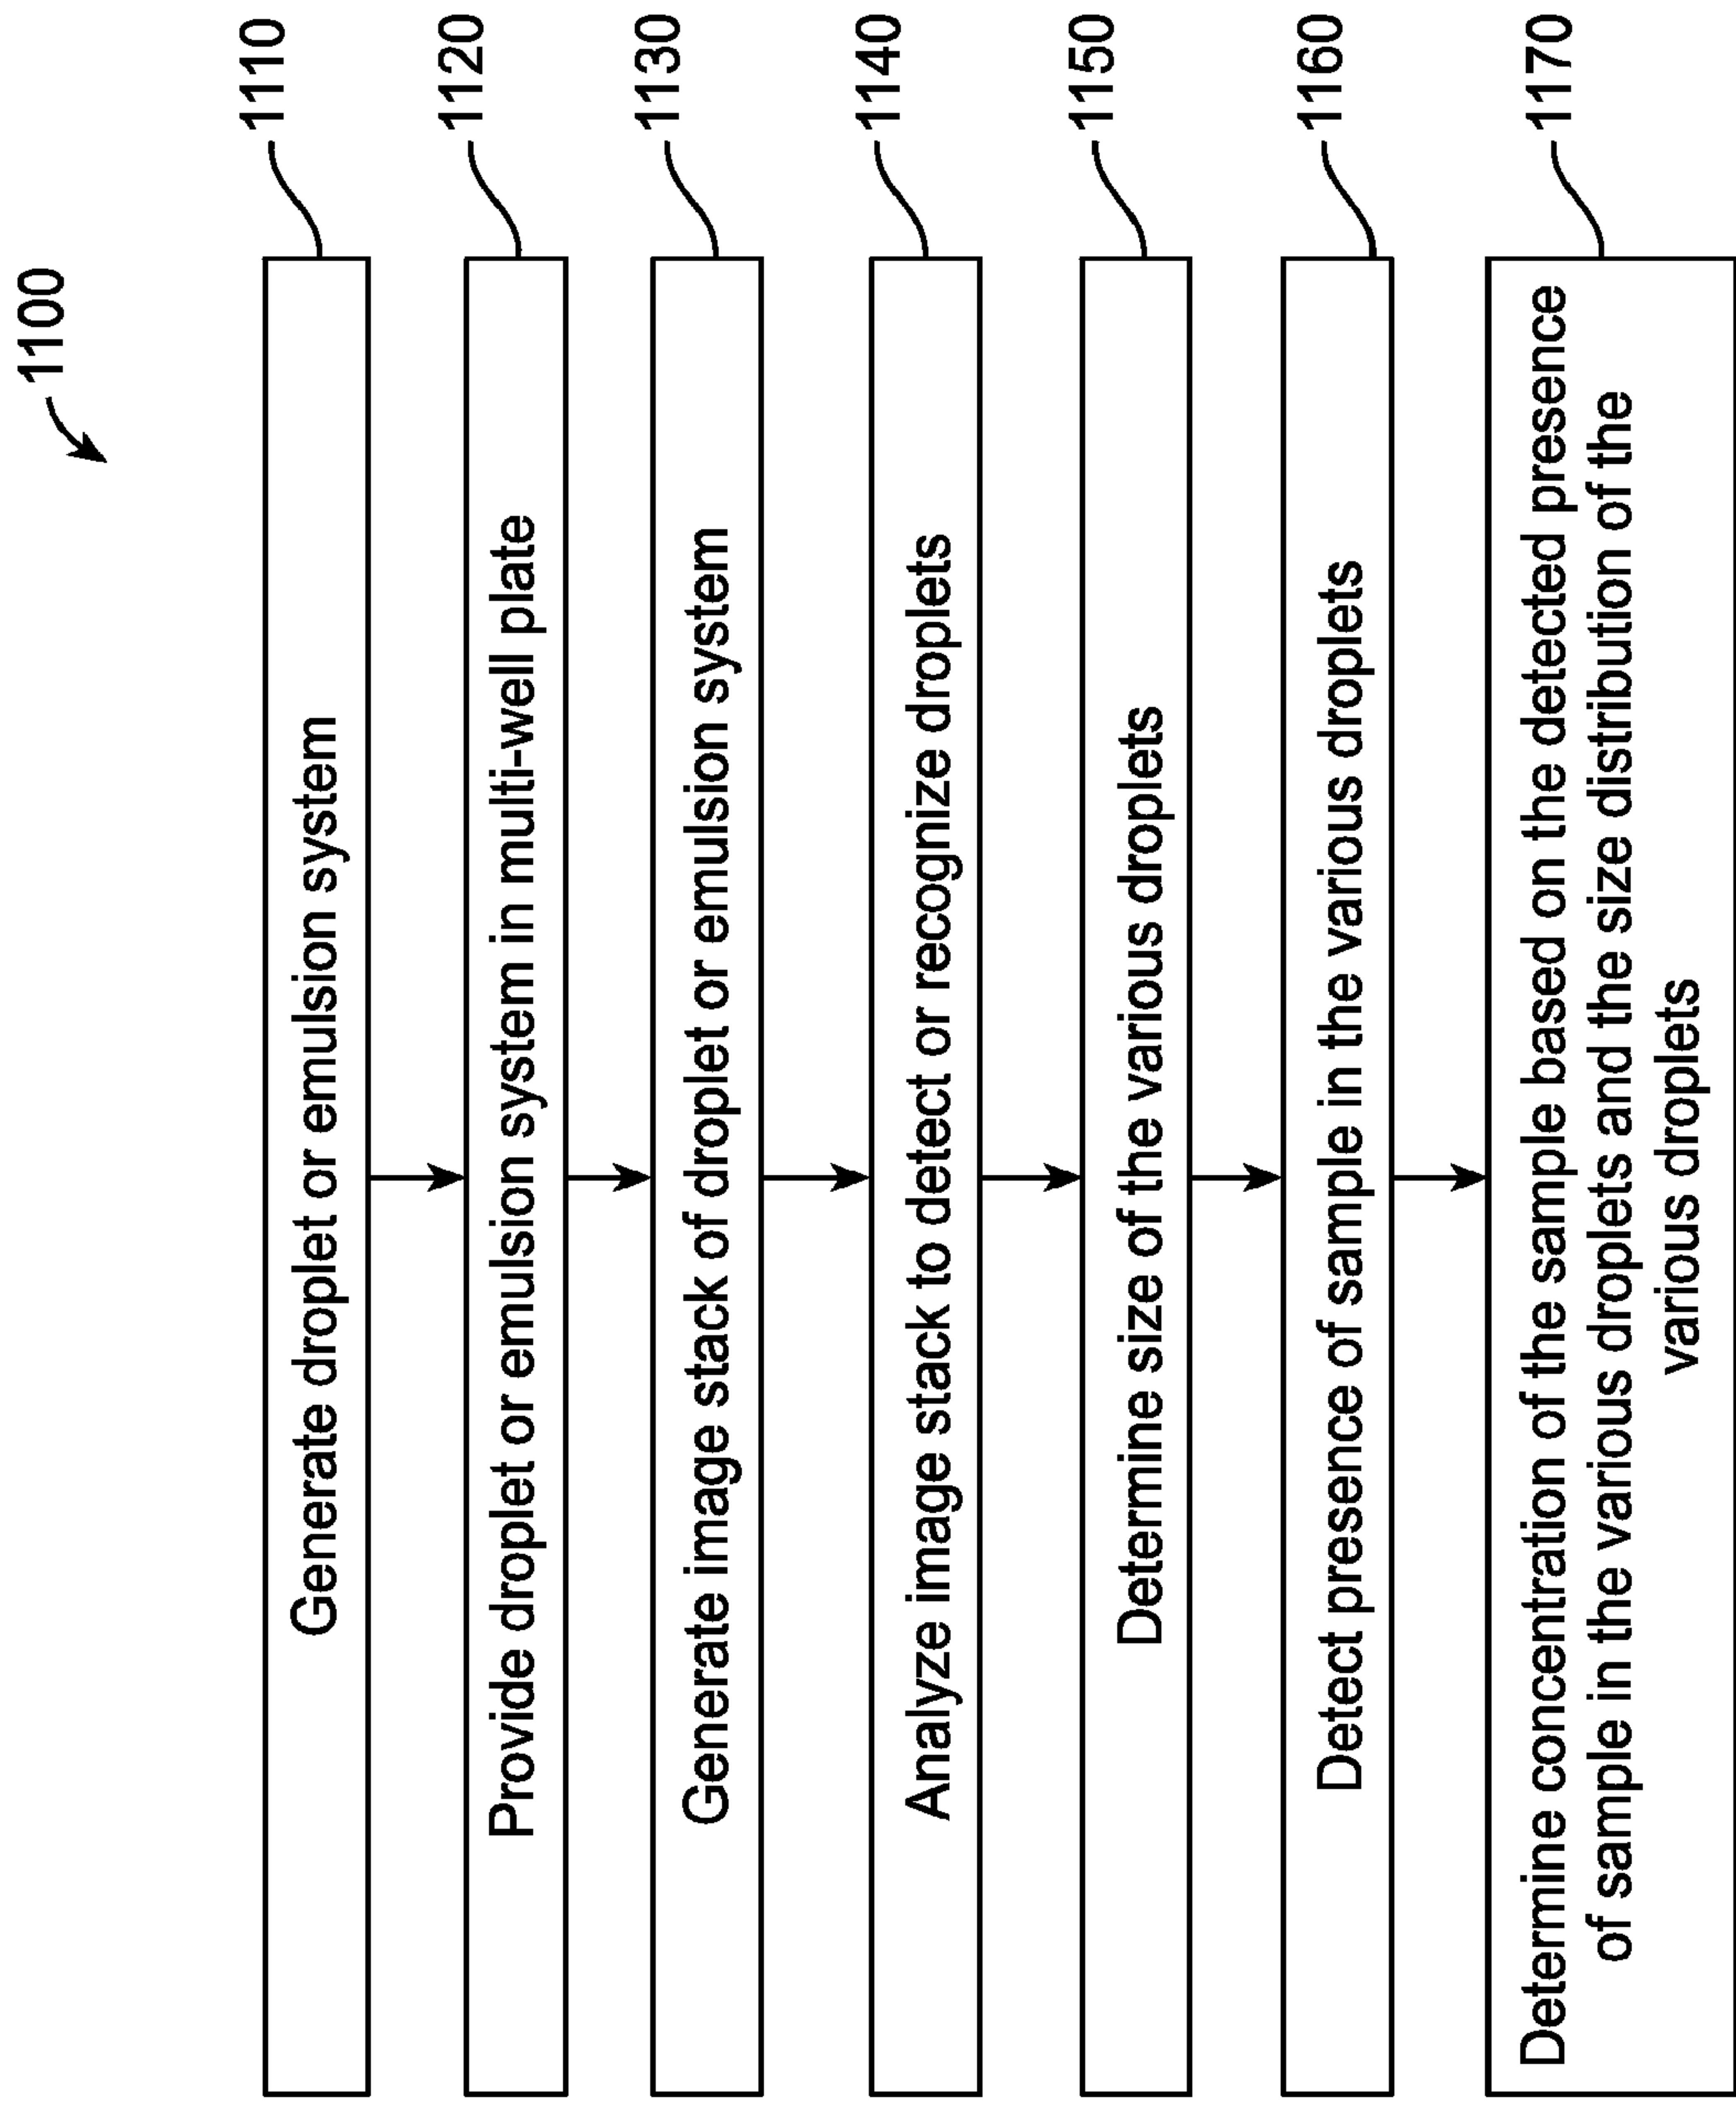 1100
Generate droplet or emulsion system
1110
Provide droplet or emulsion system in multi-well plate
1120
Generate image stack of droplet or emulsion system
1130
Analyze image stack to detect or recognize droplets
1140
Determine size of the various droplets
1150
Detect presence of sample in the various droplets
1160
Determine concentration of the sample based on the detected presence
of sample in the various droplets and the size distribution of the
various droplets
1170